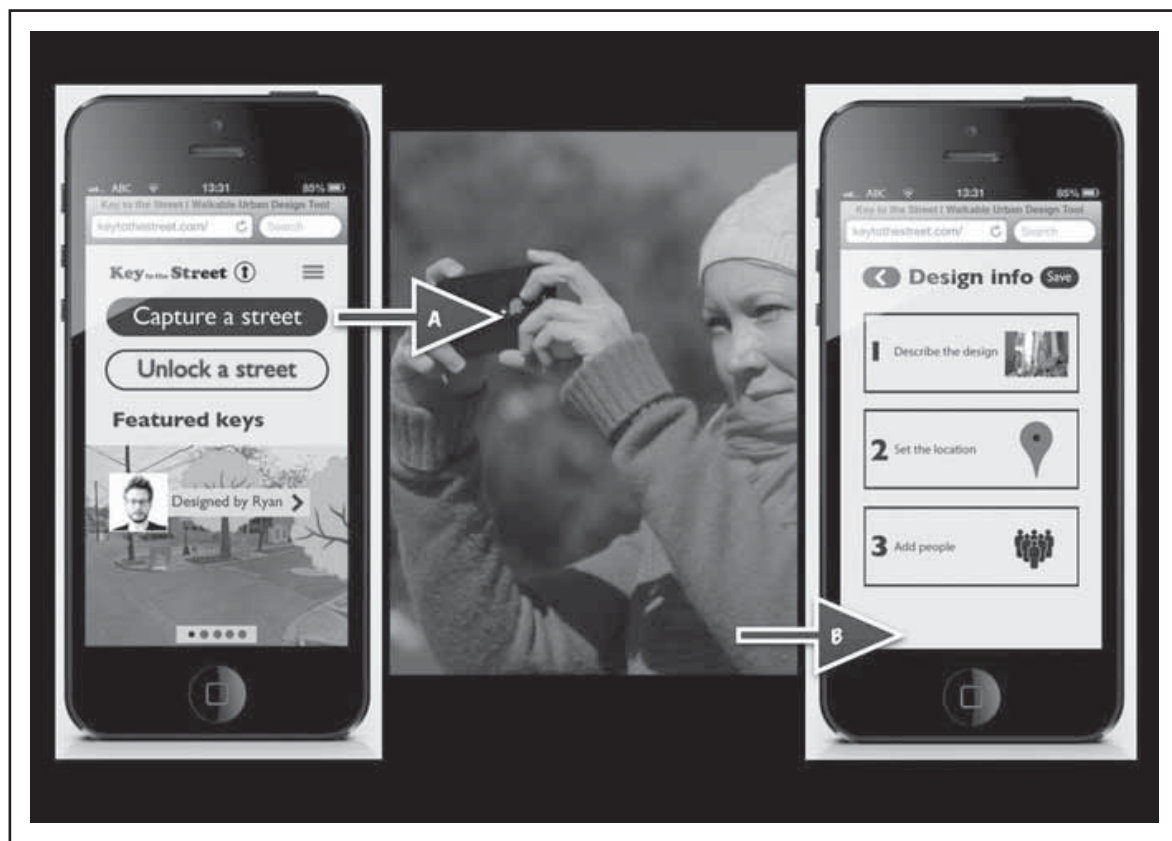 ABC 13:31 85%
Key to the Street | Walkable Urban Design Tool
keytothestreet.com/ Search
Key to the Street
Capture a street
Unlock a street
Featured keys
Designed by Ryan
A
B
ABC 13:31 85%
Key to the Street | Walkable Urban Design Tool
keytothestreet.com/ Search
Design info Save
1 Describe the design
2 Set the location
3 Add people